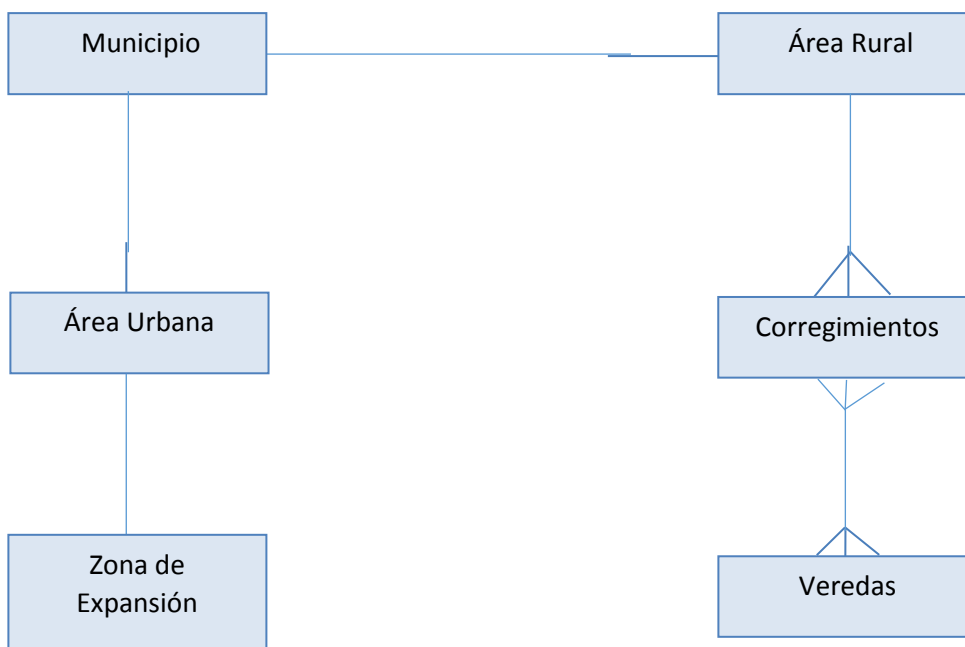 Municipio
Área Rural
Área Urbana
Corregimientos
Zona de
Expansión
Veredas